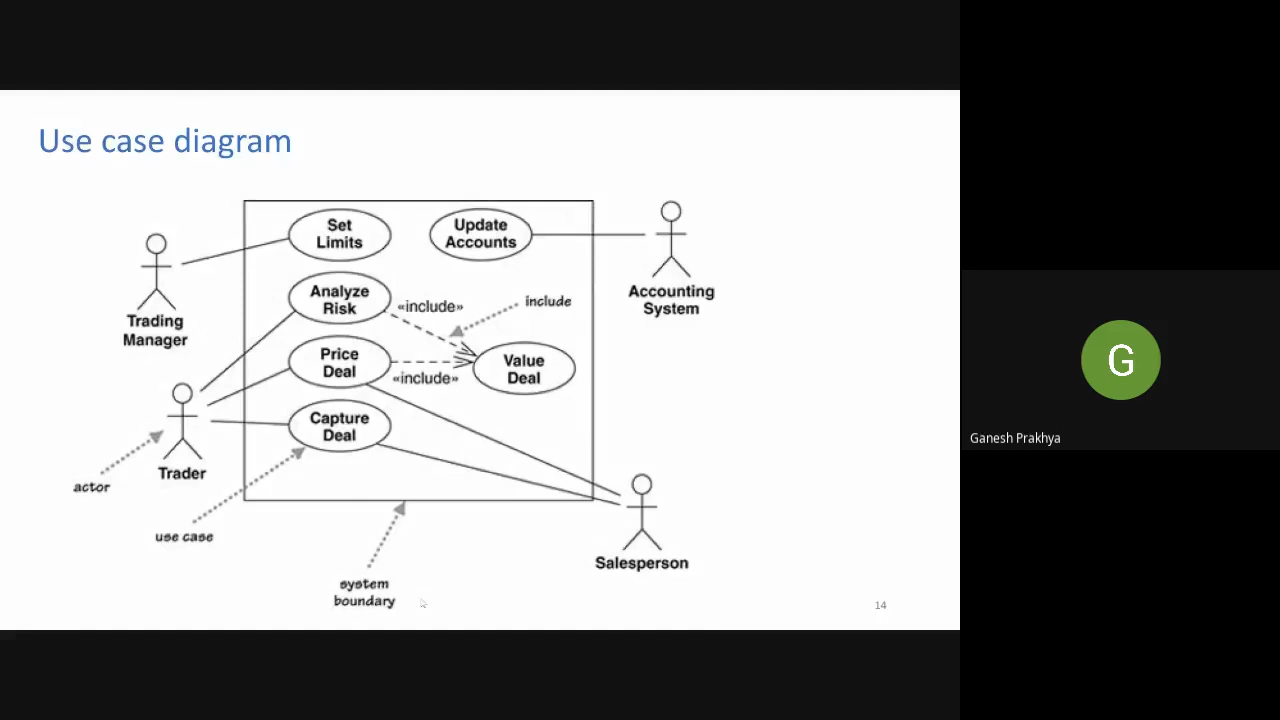 Use case diagram
Set
Limits
Update
Accounts
Analyze
Risk
«include»
include
Accounting
System
Trading
Manager
Price
Deal
«include»
Value
Deal
Capture
Deal
Trader
actor
use case
system
boundary
Salesperson
14
G
Ganesh Prakhya